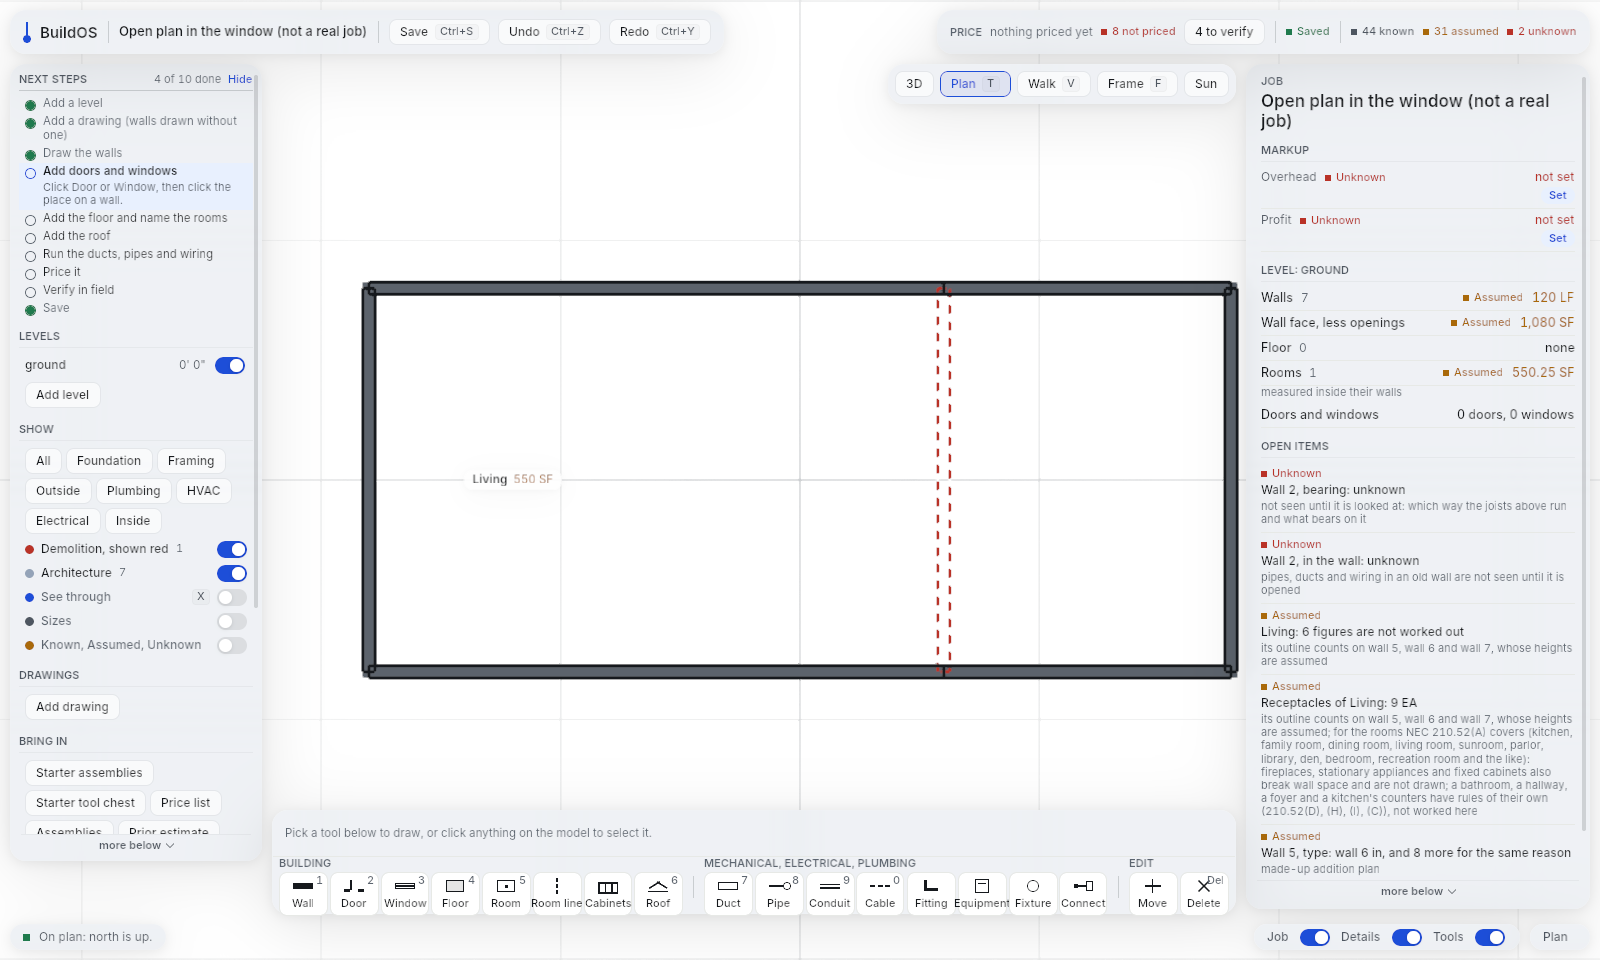 BuildOS
Open plan in the window (not a real job)
Save Ctrl+S
Undo Ctrl+Z
Redo Ctrl+Y
PRICE nothing priced yet 8 not priced 4 to verify Saved 44 known 31 assumed 2 unknown
3D
Plan T
Walk V
Frame F
Sun
NEXT STEPS 4 of 10 done Hide
Add a level
Add a drawing (walls drawn without
one)
Draw the walls
Add doors and windows
Click Door or Window, then click the
place on a wall.
Add the floor and name the rooms
Add the roof
Run the ducts, pipes and wiring
Price it
Verify in field
Save
LEVELS
ground 0' 0"
Add level
SHOW
All Foundation Framing
Outside Plumbing HVAC
Electrical Inside
Demolition, shown red 1
Architecture 7
See through X
Sizes
Known, Assumed, Unknown
DRAWINGS
Add drawing
BRING IN
Starter assemblies
Starter tool chest Price list
Assemblies Prior estimate
more below
On plan: north is up.
Living 550 SF
Pick a tool below to draw, or click anything on the model to select it.
BUILDING
Wall 1
Door 2
Window 3
Floor 4
Room 5
Room line
Cabinets
Roof 6
MECHANICAL, ELECTRICAL, PLUMBING
Duct 7
Pipe 8
Conduit 9
Cable 0
Fitting
Equipment
Fixture
Connect
EDIT
Move
Delete Del
JOB
Open plan in the window (not a real
job)
MARKUP
Overhead Unknown not set
Set
Profit Unknown not set
Set
LEVEL: GROUND
Walls 7 Assumed 120 LF
Wall face, less openings Assumed 1,080 SF
Floor 0 none
Rooms 1 Assumed 550.25 SF
measured inside their walls
Doors and windows 0 doors, 0 windows
OPEN ITEMS
Unknown
Wall 2, bearing: unknown
not seen until it is looked at: which way the joists above run
and what bears on it
Unknown
Wall 2, in the wall: unknown
pipes, ducts and wiring in an old wall are not seen until it is
opened
Assumed
Living: 6 figures are not worked out
its outline counts on wall 5, wall 6 and wall 7, whose heights
are assumed
Assumed
Receptacles of Living: 9 EA
its outline counts on wall 5, wall 6 and wall 7, whose heights
are assumed; for the rooms NEC 210.52(A) covers (kitchen,
family room, dining room, living room, sunroom, parlor,
library, den, bedroom, recreation room and the like):
fireplaces, stationary appliances and fixed cabinets also
break wall space and are not drawn; a bathroom, a hallway,
a foyer and a kitchen's counters have rules of their own
(210.52(D), (H), (I), (C)), not worked here
Assumed
Wall 5, type: wall 6 in, and 8 more for the same reason
made-up addition plan
more below
Job Details Tools Plan